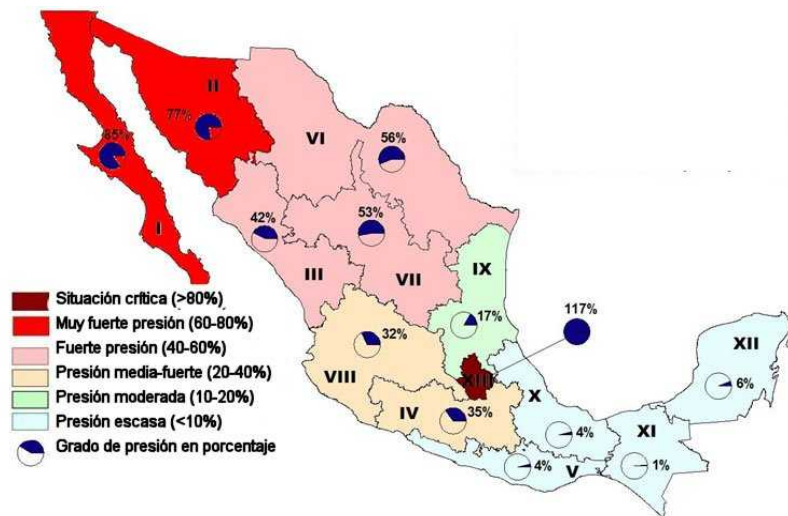 II
77%
85%
VI
56%
42%
53%
I
III
VII
IX
17%
117%
XII
6%
32%
VIII
XIII
X
IV
35%
4%
XI
4%
V
1%
Situación crítica (>80%)
Muy fuerte presión (60-80%)
Fuerte presión (40-60%)
Presión media-fuerte (20-40%)
Presión moderada (10-20%)
Presión escasa (<10%)
Grado de presión en porcentaje